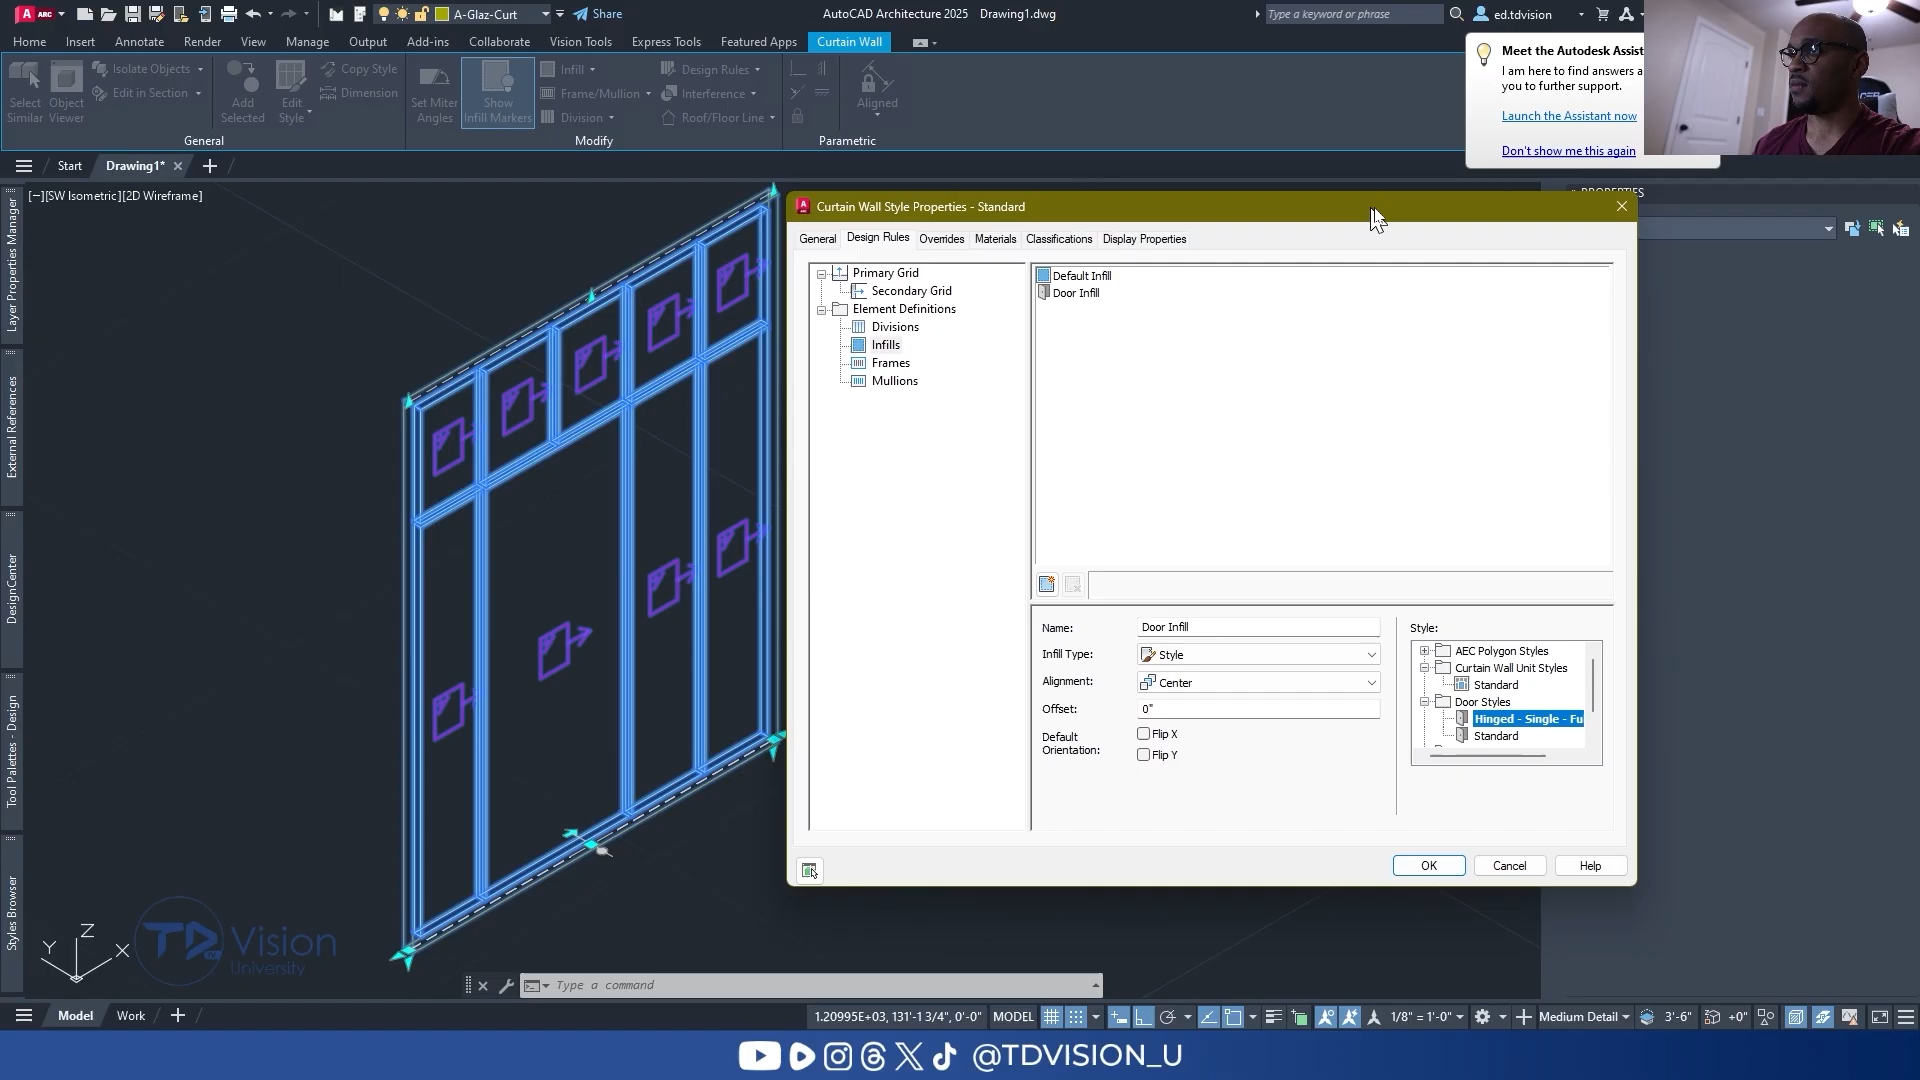 ARC
A-Glaz-Curt
Share
AutoCAD Architecture 2025 Drawing1.dwg
Type a keyword or phrase
ed.tdvision
Home Insert Annotate Render View Manage Output Add-ins Collaborate Vision Tools Express Tools Featured Apps Curtain Wall
Select Similar
Object Viewer
Isolate Objects
Edit in Section
General
Add Selected
Edit Style
Copy Style
Dimension
Set Miter Angles
Show Infill Markers
Infill
Frame/Mullion
Division
Modify
Design Rules
Interference
Roof/Floor Line
Aligned
Parametric
Meet the Autodesk Assist
I am here to find answers a
you to further support.
Launch the Assistant now
Don't show me this again
Start Drawing1*
[−][SW Isometric][2D Wireframe]
PROPERTIES
Layer Properties Manager
External References
DesignCenter
Tool Palettes - Design
Styles Browser
Curtain Wall Style Properties - Standard
General Design Rules Overrides Materials Classifications Display Properties
Primary Grid
Secondary Grid
Element Definitions
Divisions
Infills
Frames
Mullions
Default Infill
Door Infill
Name: Door Infill
Infill Type: Style
Alignment: Center
Offset: 0"
Default Orientation:
Flip X
Flip Y
Style:
AEC Polygon Styles
Curtain Wall Unit Styles
Standard
Door Styles
Hinged - Single - Fu
Standard
OK Cancel Help
Z
Y X
TD Vision
University
Type a command
Model Work
1.20995E+03, 131'-1 3/4", 0'-0" MODEL 1/8" = 1'-0" Medium Detail 3'-6" +0"
@TDVISION_U